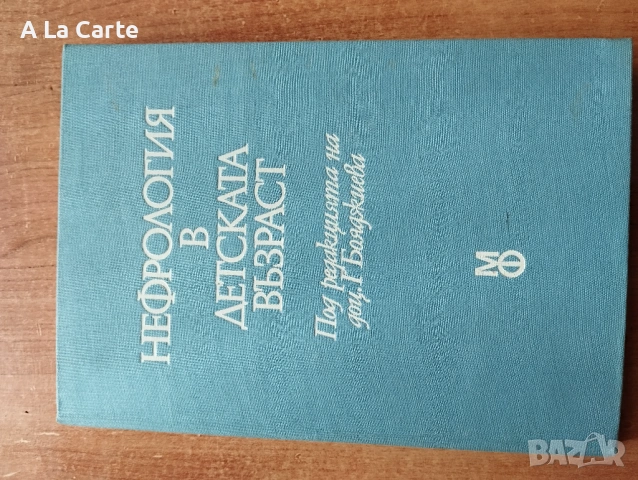 A La Carte
НЕФРОЛОГИЯ
В
ДЕТСКАТА
ВЪЗРАСТ
Под редакцията на
доц. Г. Бояджиева
МФ
BAZAR